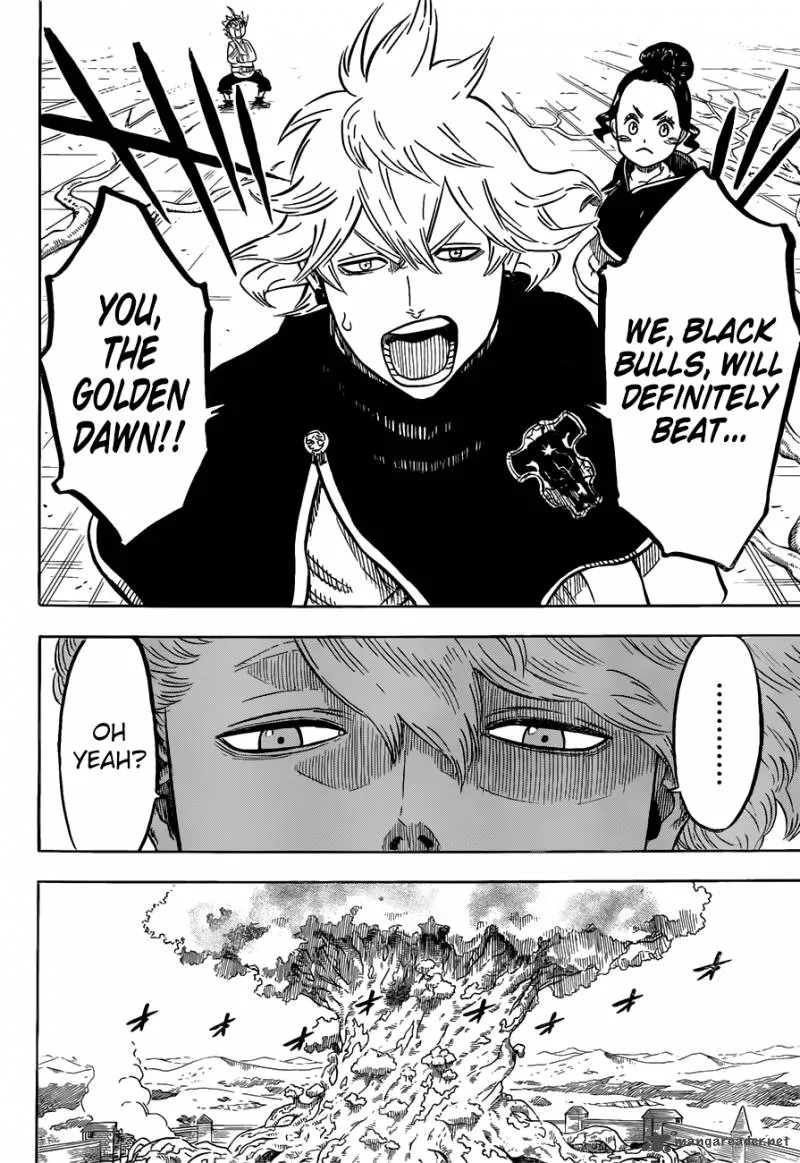 WE, BLACK
BULLS, WILL
DEFINITELY
BEAT...
YOU,
THE
GOLDEN
DAWN!!
........
OH
YEAH?
mangareader.net